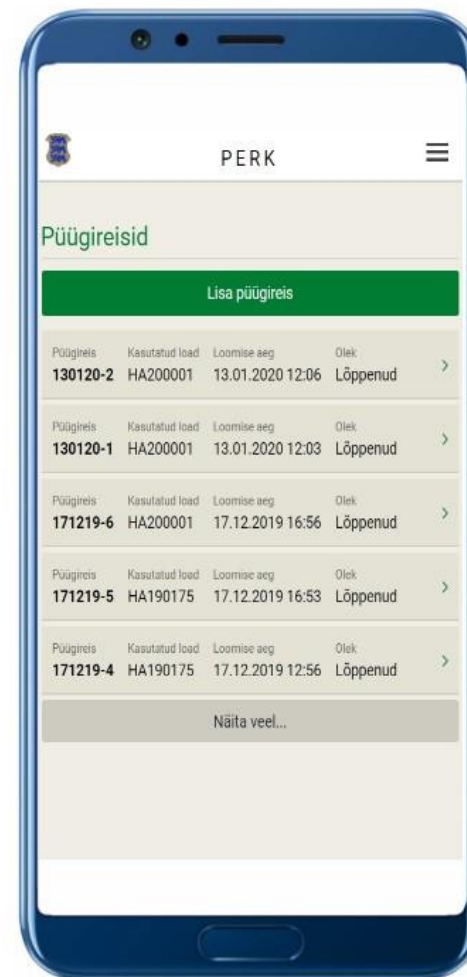 PERK
Püügireisid
Lisa püügireis
Püügireis Kasutatud load Loomise aeg Olek
130120-2 HA200001 13.01.2020 12:06 Lõppenud
Püügireis Kasutatud load Loomise aeg Olek
130120-1 HA200001 13.01.2020 12:03 Lõppenud
Püügireis Kasutatud load Loomise aeg Olek
171219-6 HA200001 17.12.2019 16:56 Lõppenud
Püügireis Kasutatud load Loomise aeg Olek
171219-5 HA190175 17.12.2019 16:53 Lõppenud
Püügireis Kasutatud load Loomise aeg Olek
171219-4 HA190175 17.12.2019 12:56 Lõppenud
Näita veel...